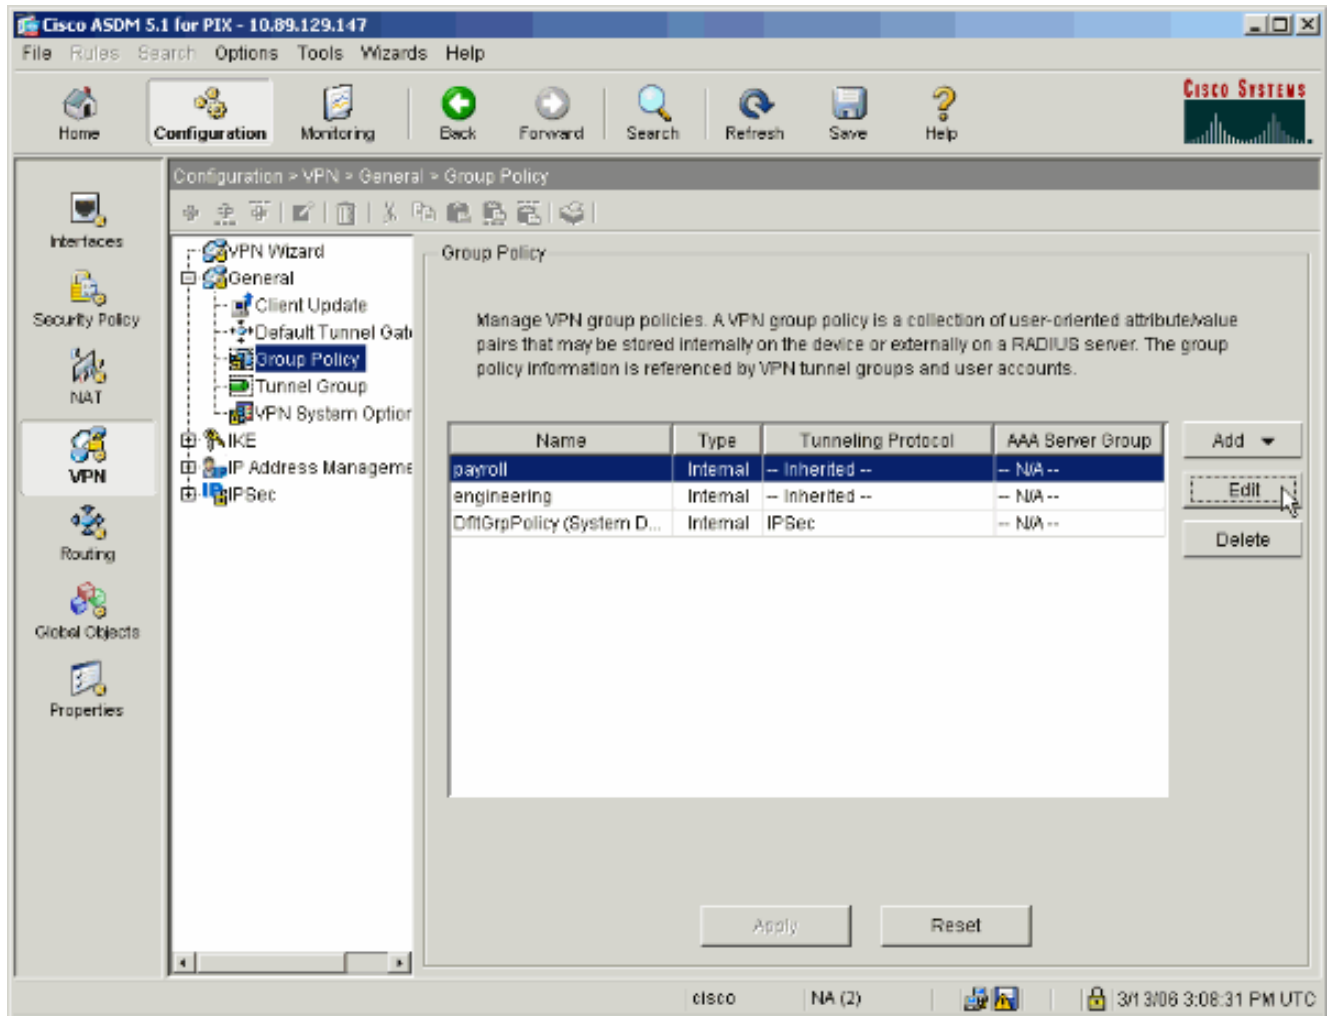 Cisco ASDM 5.1 for PIX - 10.89.129.147
File Rules Search Options Tools Wizards Help
Home Configuration Monitoring Back Forward Search Refresh Save Help
CISCO SYSTEMS
Configuration > VPN > General > Group Policy
Interfaces
Security Policy
NAT
VPN
Routing
Global Objects
Properties
VPN Wizard
General
Client Update
Default Tunnel Gate
Group Policy
Tunnel Group
VPN System Option
IKE
IP Address Manageme
IPSec
Group Policy
Manage VPN group policies. A VPN group policy is a collection of user-oriented attribute/value
pairs that may be stored internally on the device or externally on a RADIUS server. The group
policy information is referenced by VPN tunnel groups and user accounts.
Name Type Tunneling Protocol AAA Server Group
payroll Internal -- Inherited -- -- N/A --
engineering Internal -- Inherited -- -- N/A --
DfltGrpPolicy (System D... Internal IPSec -- N/A --
Add
Edit
Delete
Apply Reset
cisco NA (2) 3/13/06 3:08:31 PM UTC